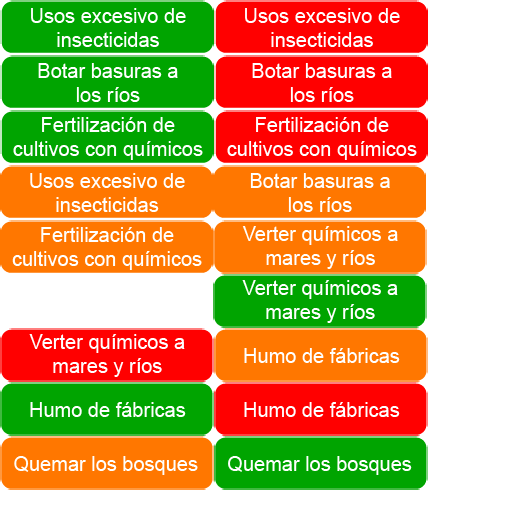 Usos excesivo de
insecticidas
Usos excesivo de
insecticidas
Botar basuras a
los ríos
Botar basuras a
los ríos
Fertilización de
cultivos con químicos
Fertilización de
cultivos con químicos
Usos excesivo de
insecticidas
Botar basuras a
los ríos
Fertilización de
cultivos con químicos
Verter químicos a
mares y ríos
Verter químicos a
mares y ríos
Verter químicos a
mares y ríos
Humo de fábricas
Humo de fábricas
Humo de fábricas
Quemar los bosques
Quemar los bosques